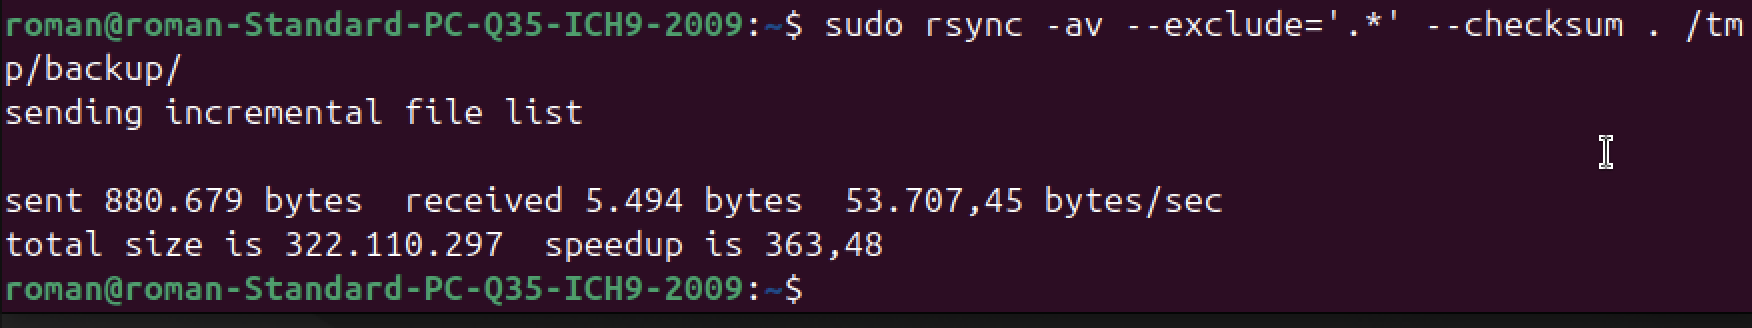 roman@roman-Standard-PC-Q35-ICH9-2009:~$ sudo rsync -av --exclude='.*' --checksum . /tm
p/backup/
sending incremental file list

sent 880.679 bytes  received 5.494 bytes  53.707,45 bytes/sec
total size is 322.110.297  speedup is 363,48
roman@roman-Standard-PC-Q35-ICH9-2009:~$